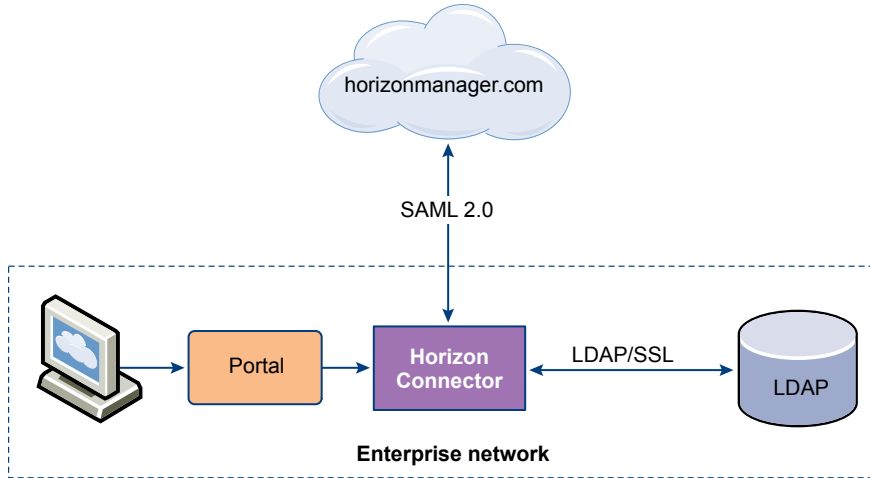 horizonmanager.com
SAML 2.0
Portal
Horizon
Connector
LDAP/SSL
LDAP
Enterprise network